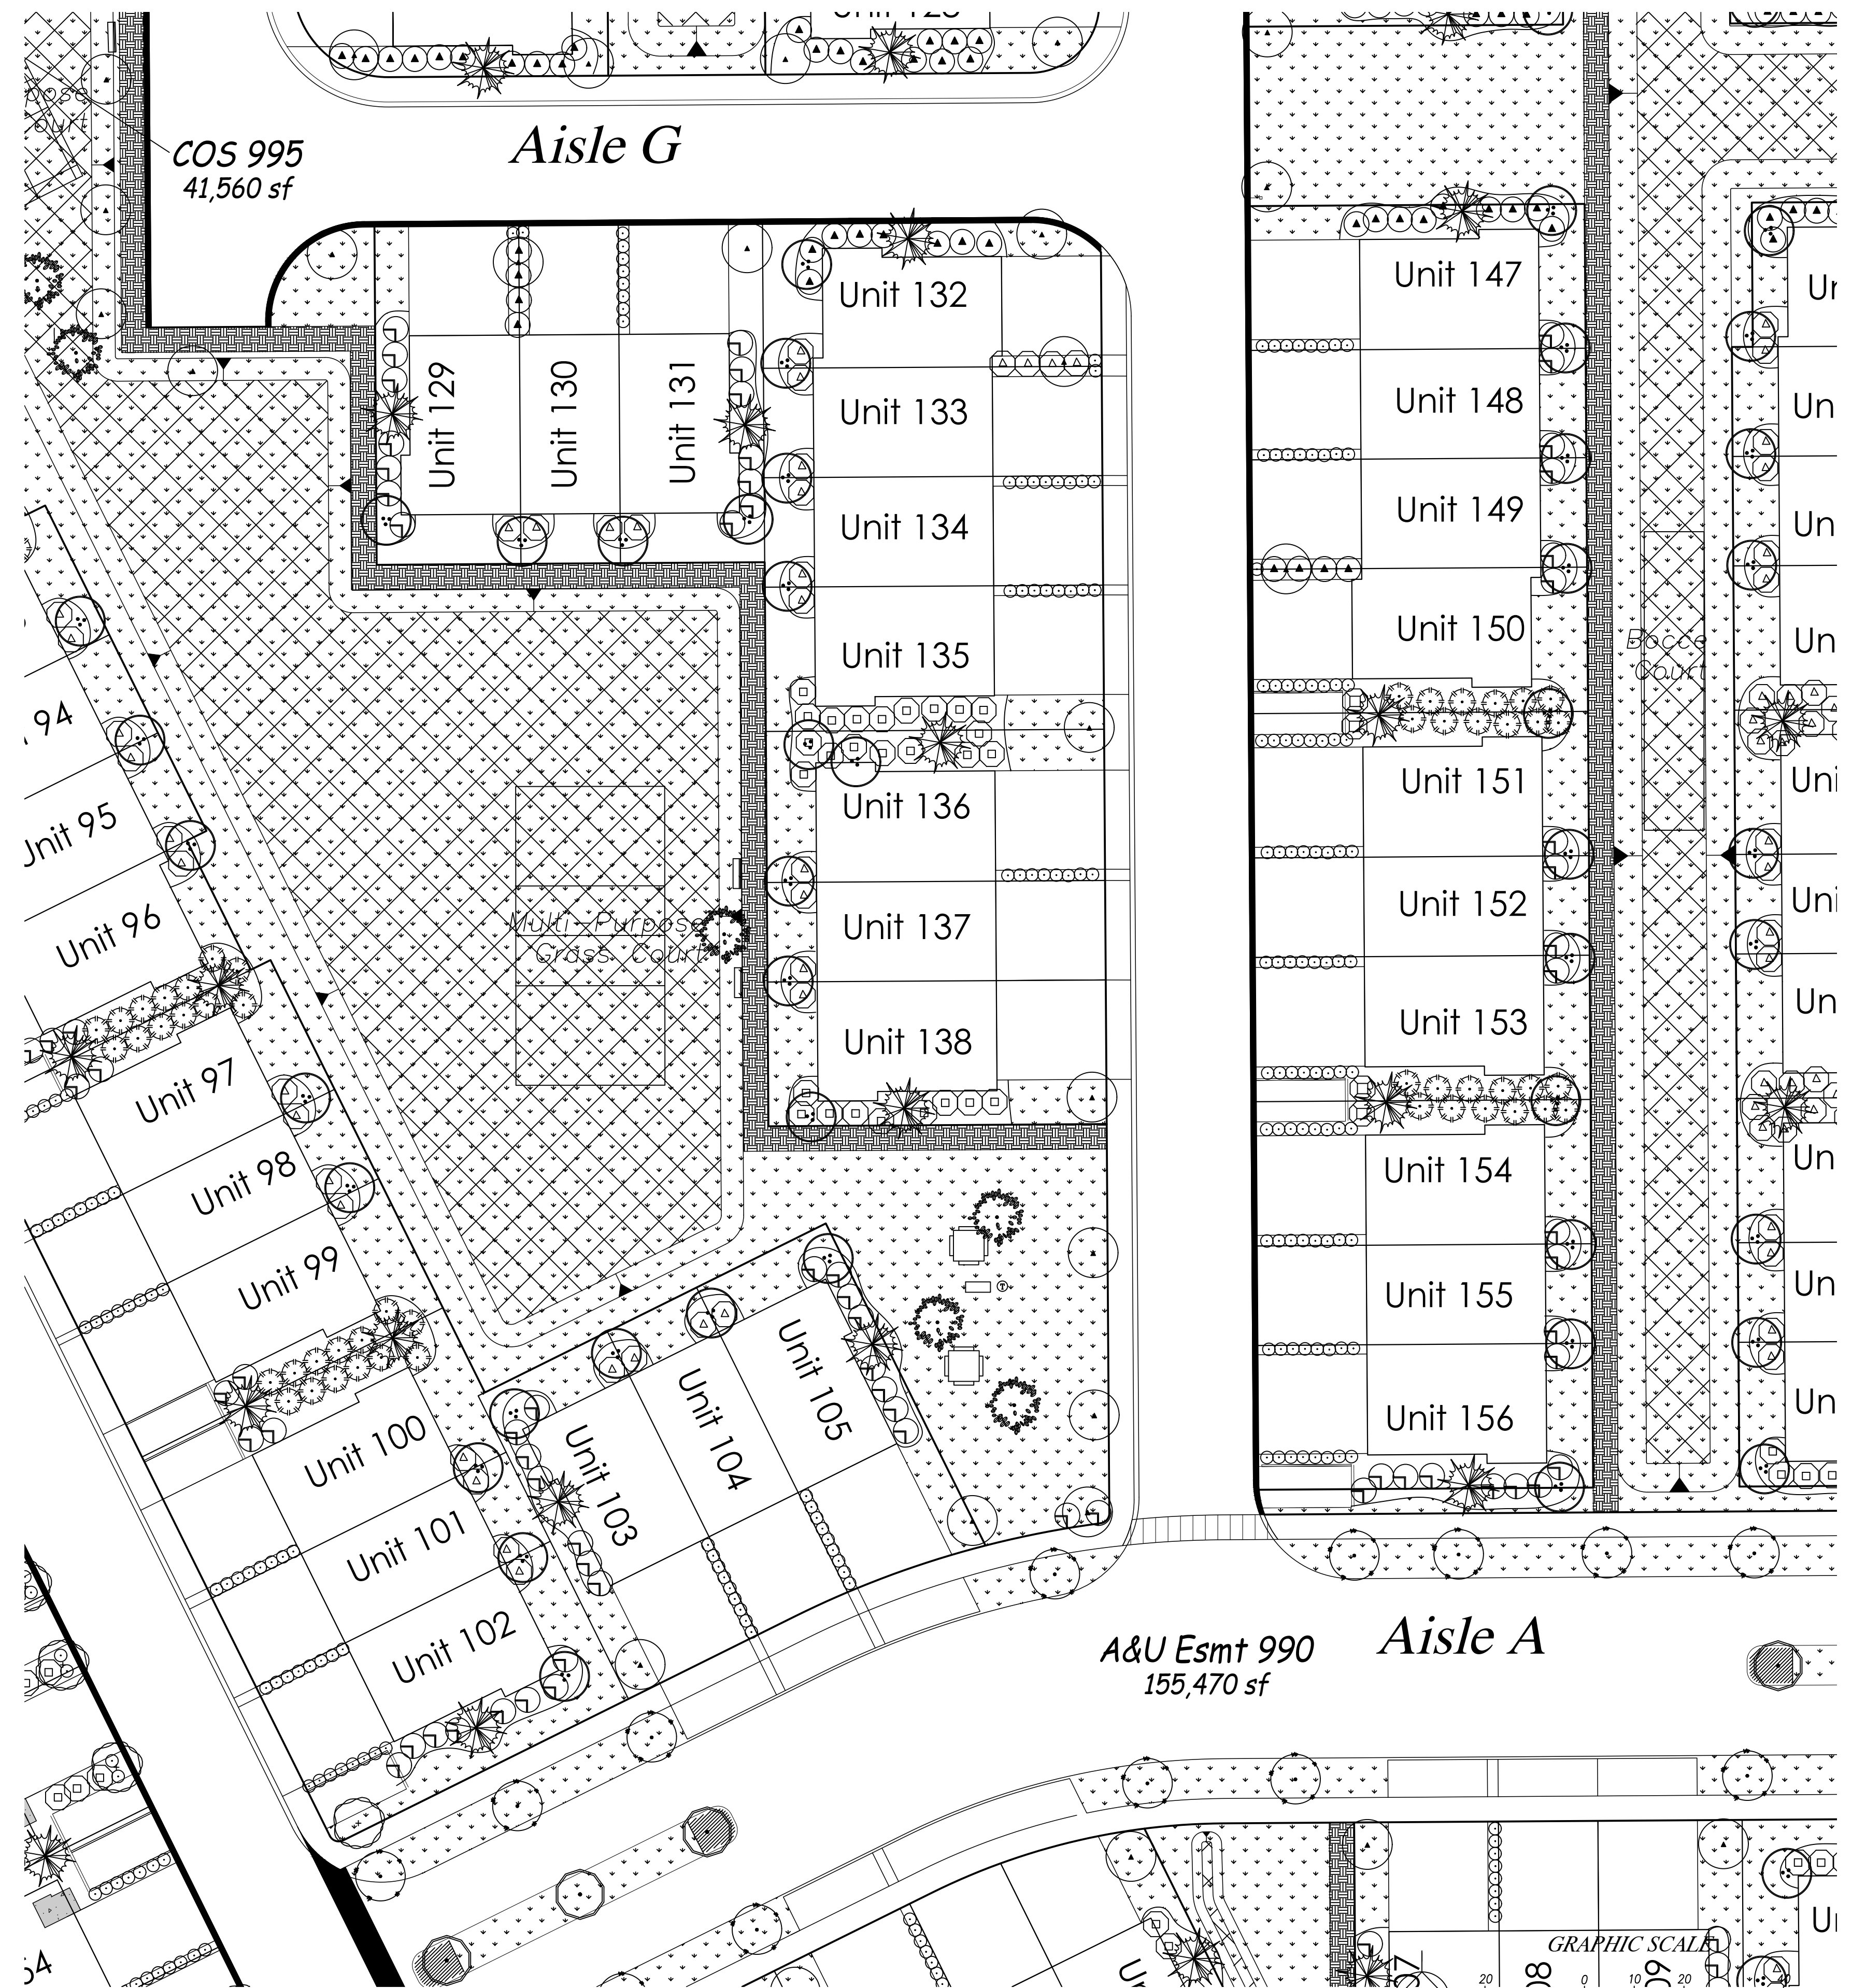 COS 995
41,560 sf
Aisle G
Unit 129
Unit 130
Unit 131
Unit 132
Unit 133
Unit 134
Unit 135
Unit 136
Unit 137
Unit 138
Unit 147
Unit 148
Unit 149
Unit 150
Unit 151
Unit 152
Unit 153
Unit 154
Unit 155
Unit 156
Bocce
Court
Multi-Purpose
Grass Court
94
Unit 95
Unit 96
Unit 97
Unit 98
Unit 99
Unit 100
Unit 101
Unit 102
Unit 103
Unit 104
Unit 105
A&U Esmt 990
155,470 sf
Aisle A
GRAPHIC SCALE
20 0 10 20 40